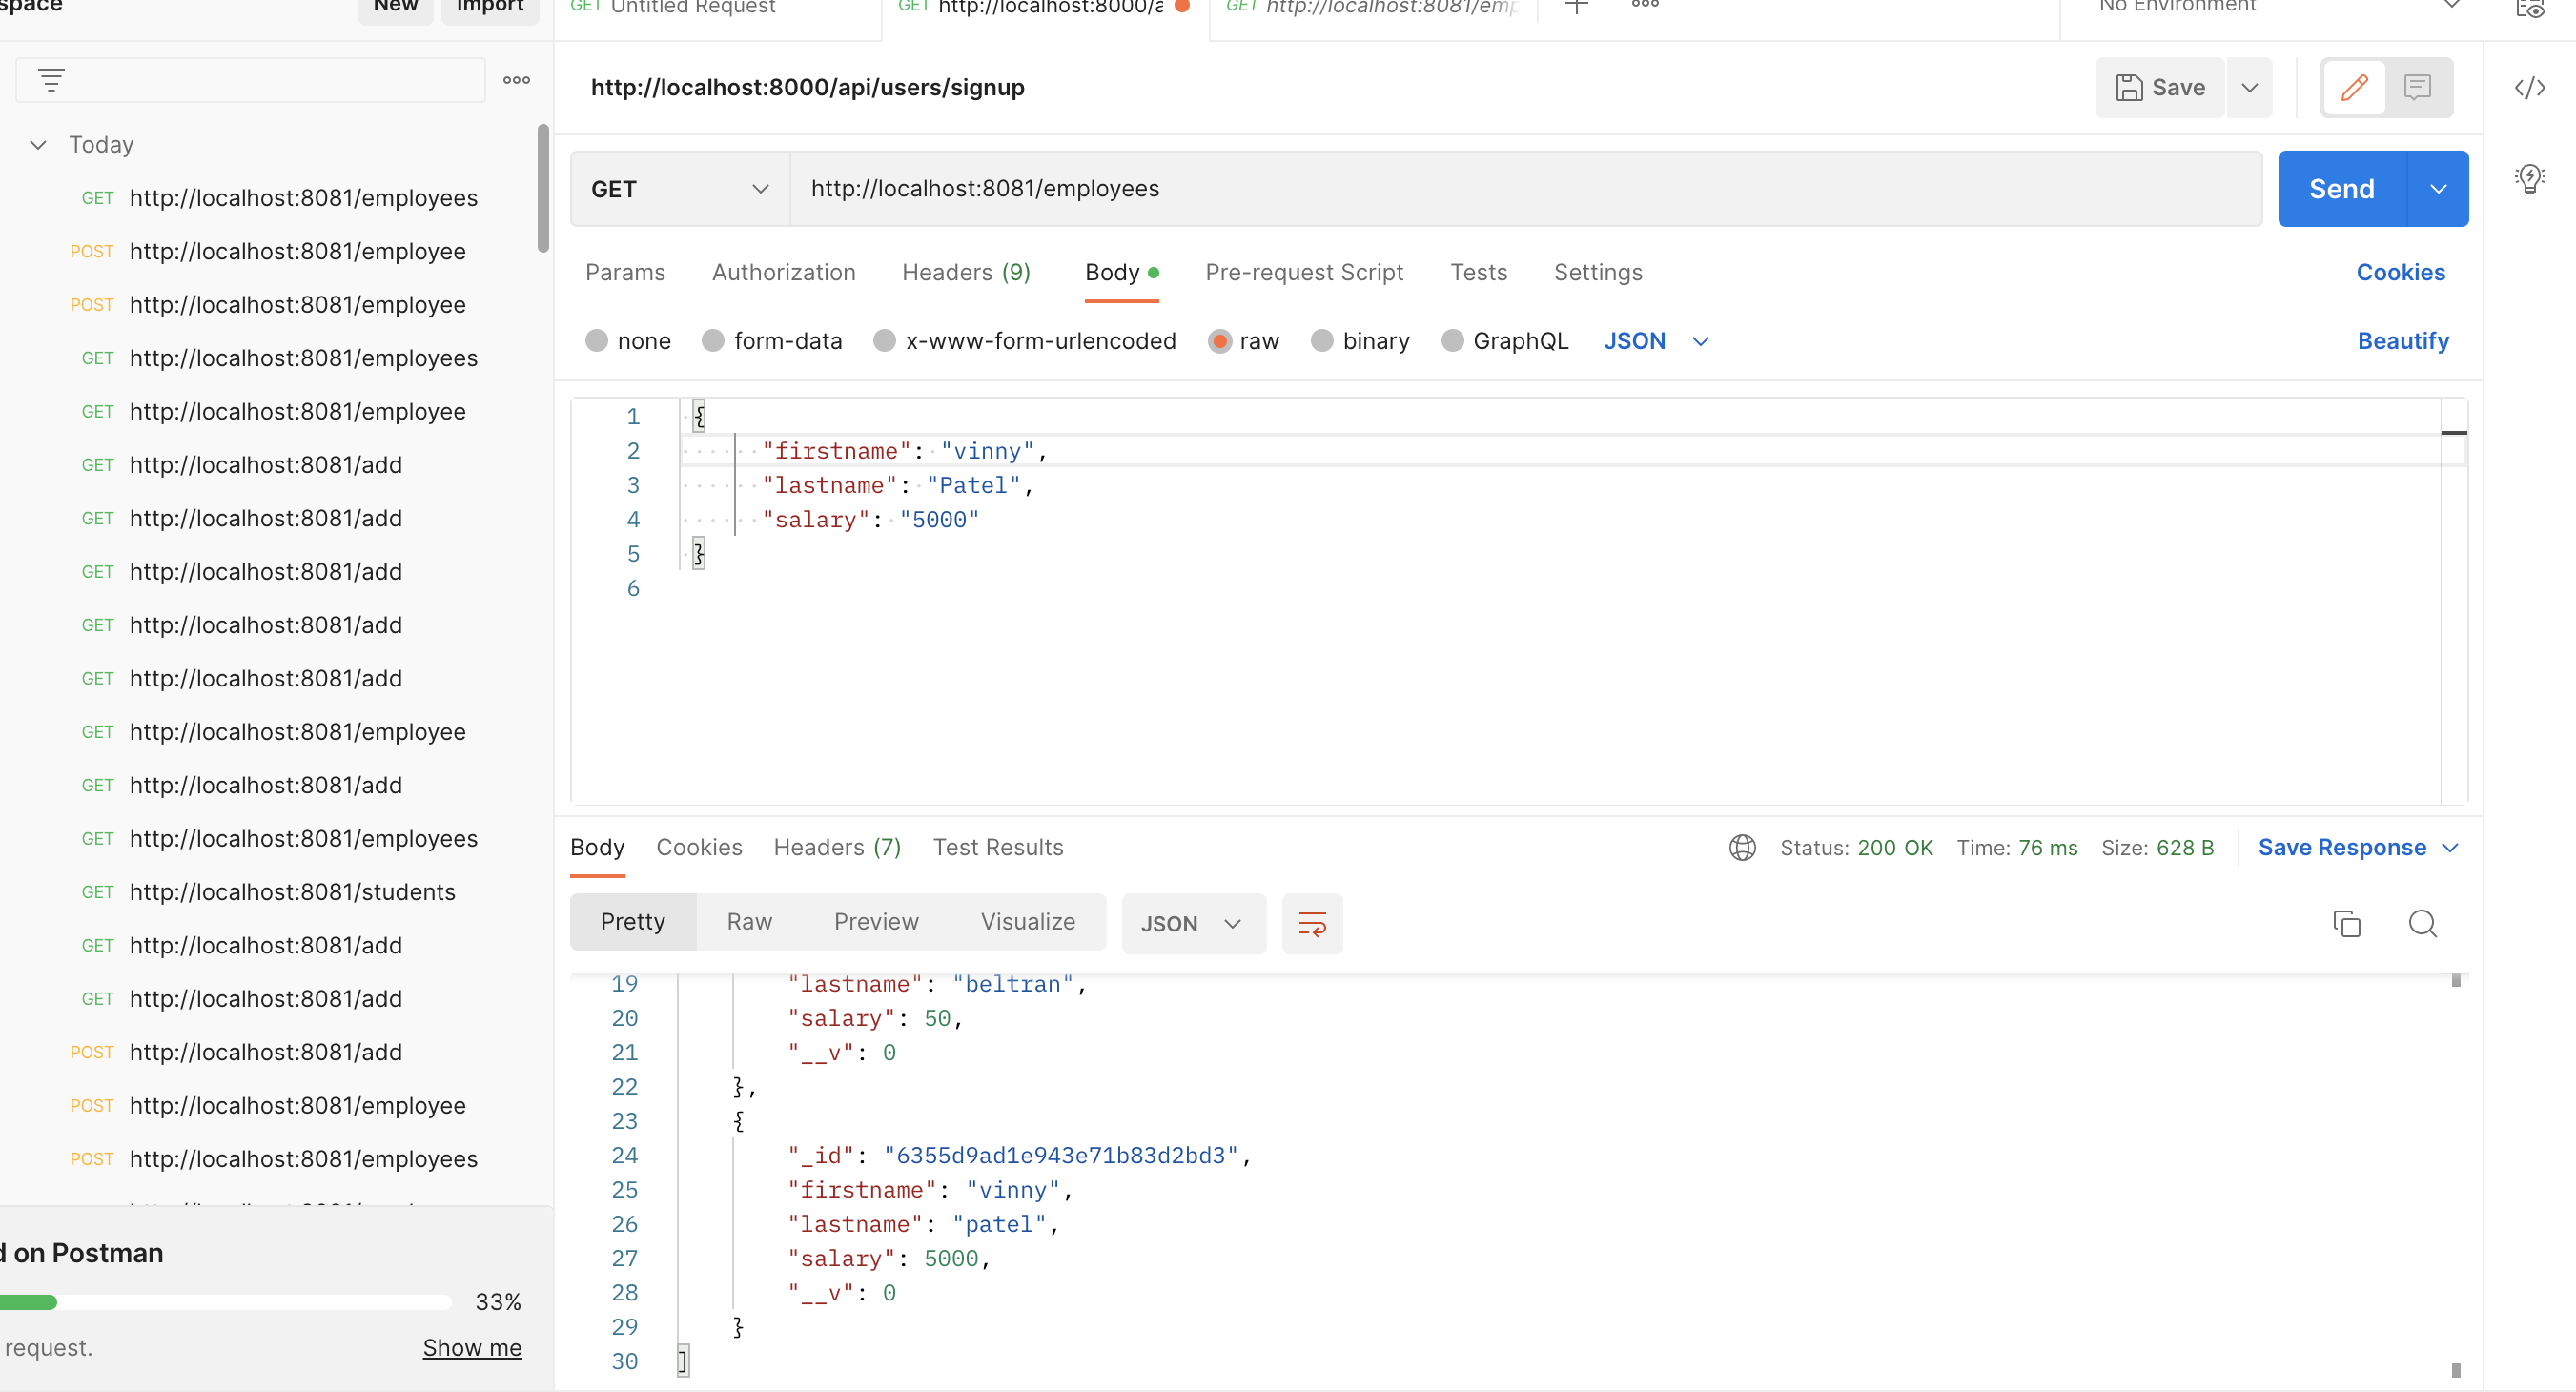 space
New
Import
GET Untitled Request
GET http://localhost:8000/a
GET http://localhost:8081/emp
No Environment
Today
GET http://localhost:8081/employees
POST http://localhost:8081/employee
POST http://localhost:8081/employee
GET http://localhost:8081/employees
GET http://localhost:8081/employee
GET http://localhost:8081/add
GET http://localhost:8081/add
GET http://localhost:8081/add
GET http://localhost:8081/add
GET http://localhost:8081/add
GET http://localhost:8081/employee
GET http://localhost:8081/add
GET http://localhost:8081/employees
GET http://localhost:8081/students
GET http://localhost:8081/add
GET http://localhost:8081/add
POST http://localhost:8081/add
POST http://localhost:8081/employee
POST http://localhost:8081/employees
d on Postman
33%
request.
Show me
http://localhost:8000/api/users/signup
Save
GET
http://localhost:8081/employees
Send
Params Authorization Headers (9) Body Pre-request Script Tests Settings Cookies
none form-data x-www-form-urlencoded raw binary GraphQL JSON Beautify
1 {
2 "firstname": "vinny",
3 "lastname": "Patel",
4 "salary": "5000"
5 }
6
Body Cookies Headers (7) Test Results Status: 200 OK Time: 76 ms Size: 628 B Save Response
Pretty Raw Preview Visualize JSON
19 "lastname": "beltran",
20 "salary": 50,
21 "__v": 0
22 },
23 {
24 "_id": "6355d9ad1e943e71b83d2bd3",
25 "firstname": "vinny",
26 "lastname": "patel",
27 "salary": 5000,
28 "__v": 0
29 }
30 ]